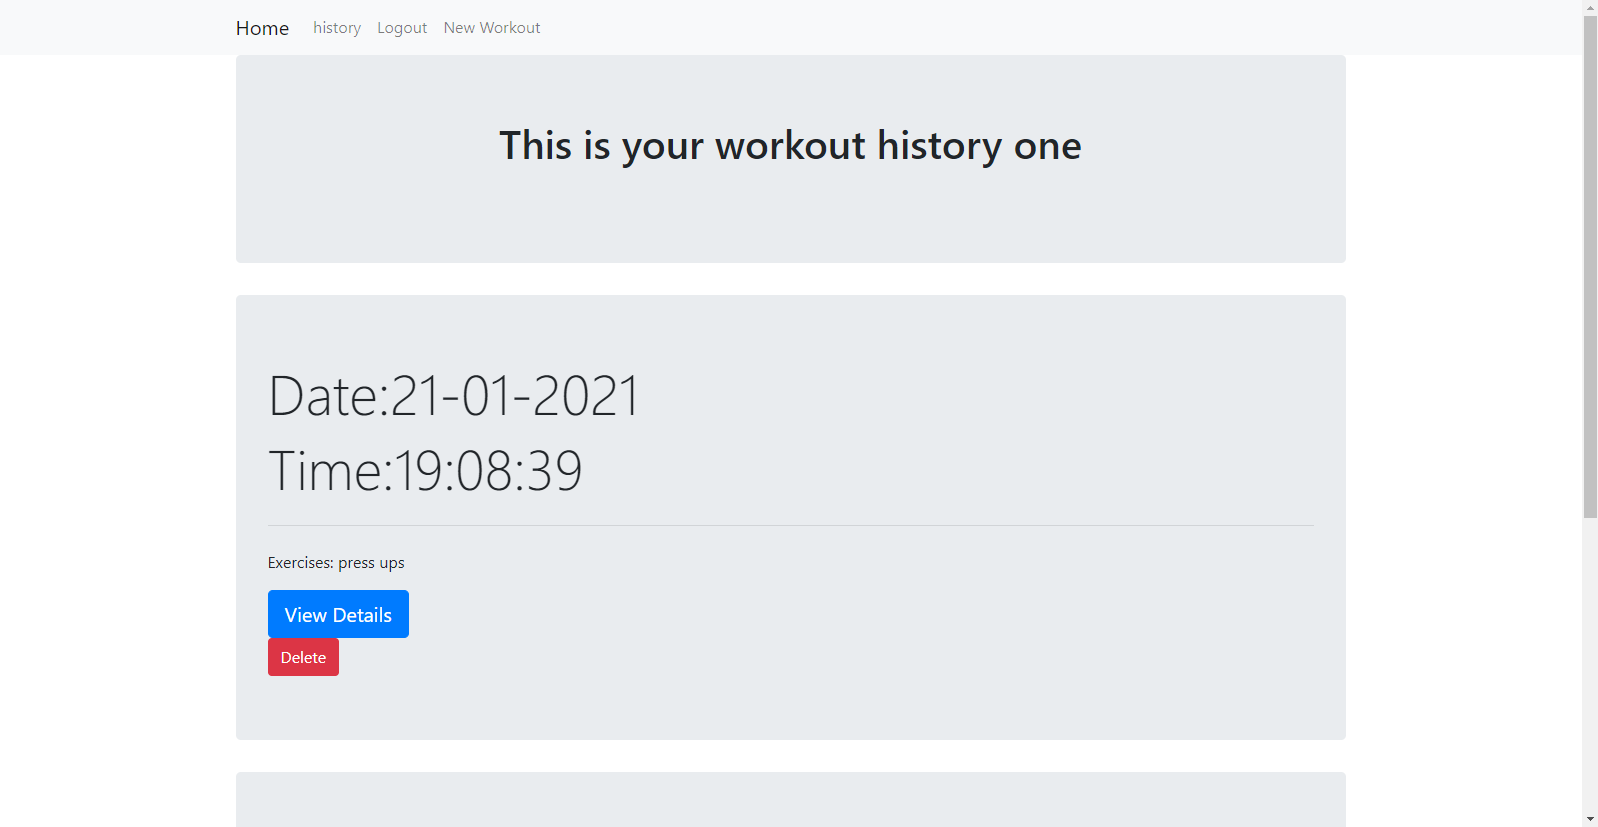 Home history Logout New Workout
This is your workout history one
Date:21-01-2021
Time:19:08:39
Exercises: press ups
View Details
Delete